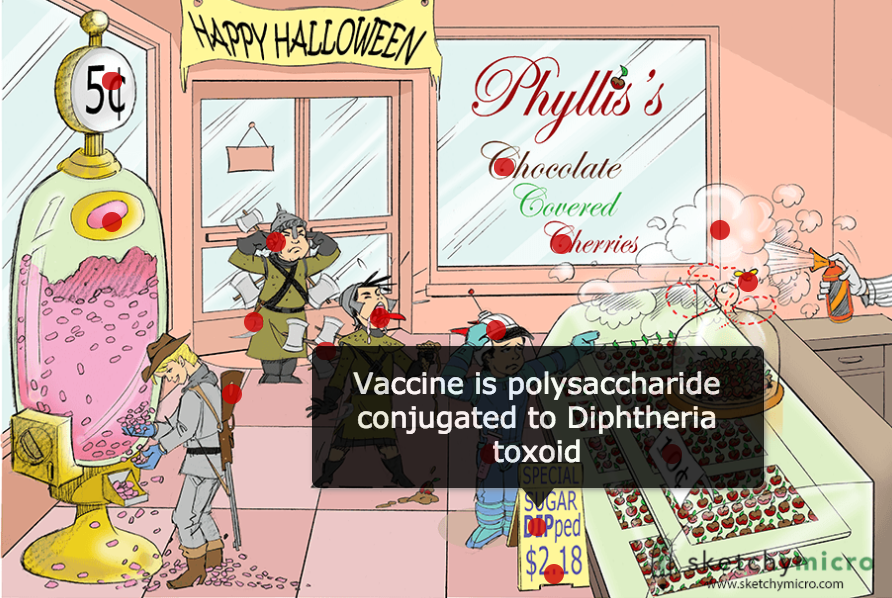 HAPPY HALLOWEEN
5¢
Phyllis's
Chocolate
Covered
Cherries
Vaccine is polysaccharide
conjugated to Diphtheria
toxoid
SPECIAL
SUGAR
DIPped
$2.18
10¢
sketchymicro
www.sketchymicro.com